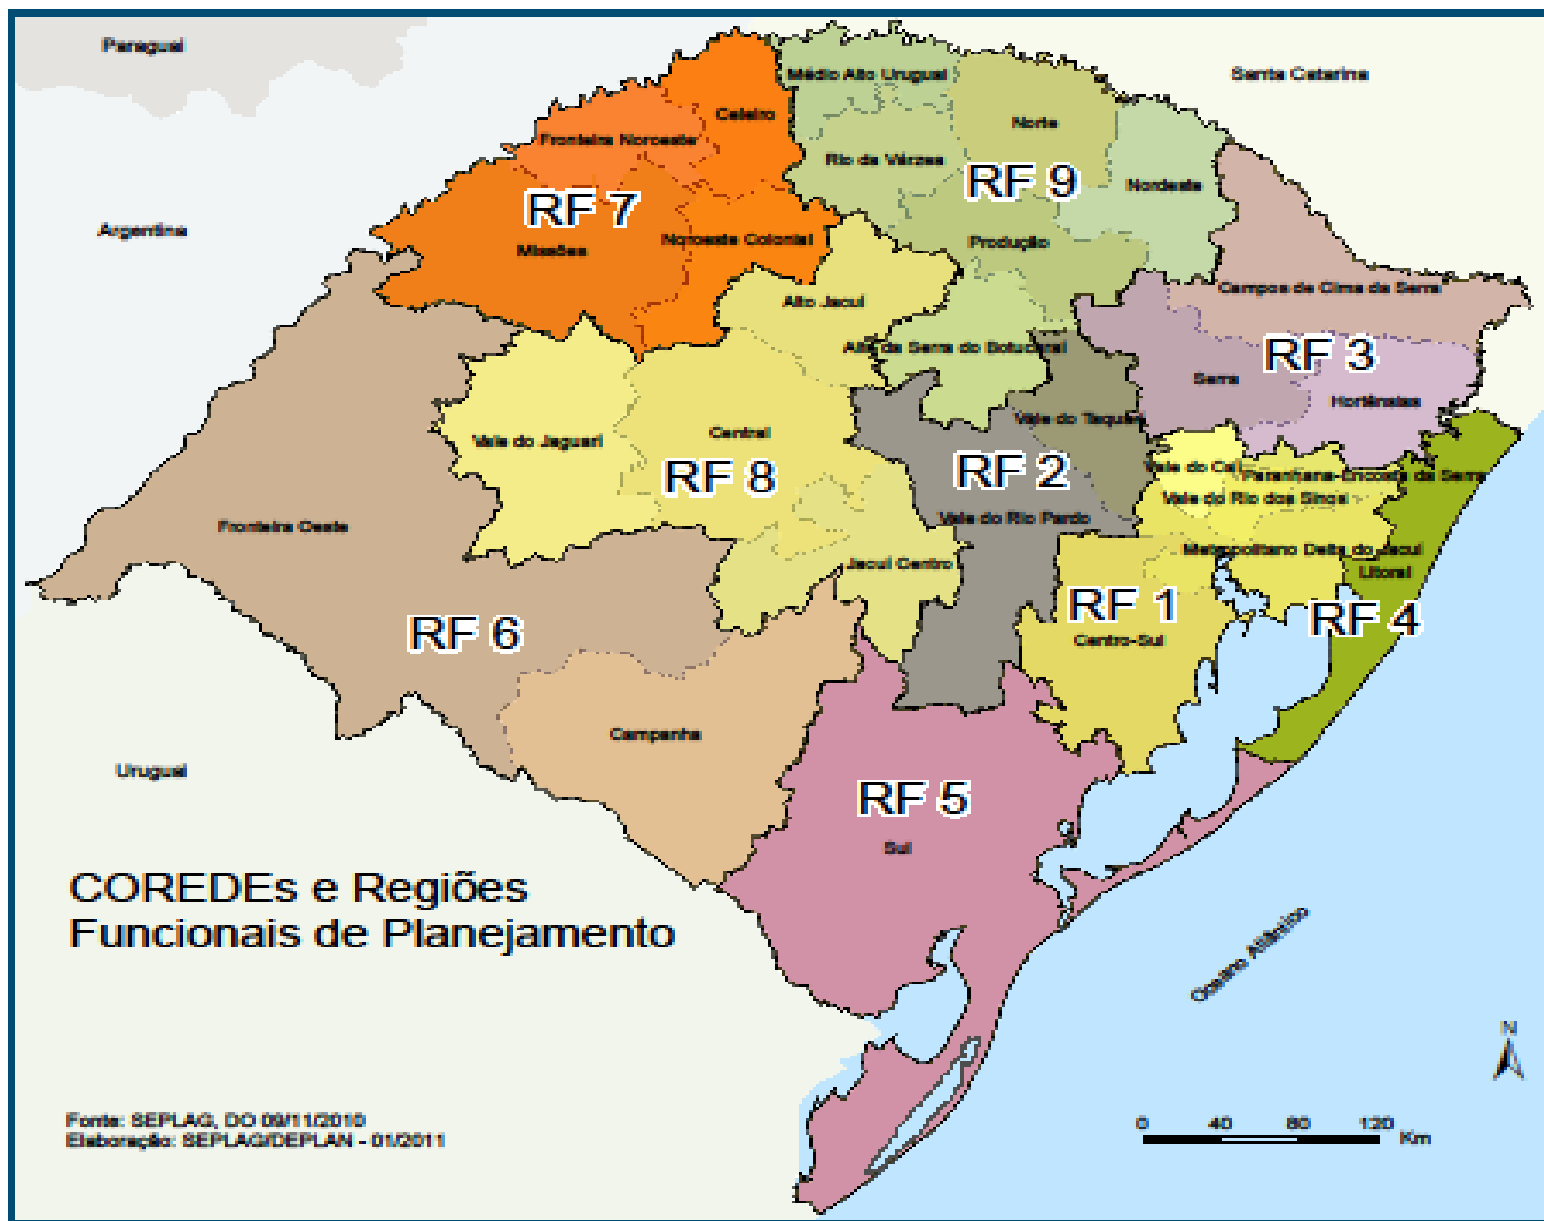 Paraguai
Santa Catarina
Médio Alto Uruguai
Celeiro
Norte
Fronteira Noroeste
Rio da Várzea
RF 9
Nordeste
RF 7
Argentina
Missões
Noroeste Colonial
Produção
Campos de Cima da Serra
Alto Jacuí
Alto da Serra do Botucaraí
RF 3
Serra
Hortênsias
Vale do Taquari
Vale do Jaguari
Central
RF 8
RF 2
Vale do Caí
Paranhana-Encosta da Serra
Vale do Rio dos Sinos
Fronteira Oeste
Vale do Rio Pardo
Metropolitano Delta do Jacuí
Jacuí Centro
Litoral
RF 6
RF 1
RF 4
Centro-Sul
Campanha
Uruguai
RF 5
Sul
COREDEs e Regiões
Funcionais de Planejamento
Oceano Atlântico
N
Fonte: SEPLAG, DO 09/11/2010
Elaboração: SEPLAG/DEPLAN - 01/2011
0 40 80 120
Km